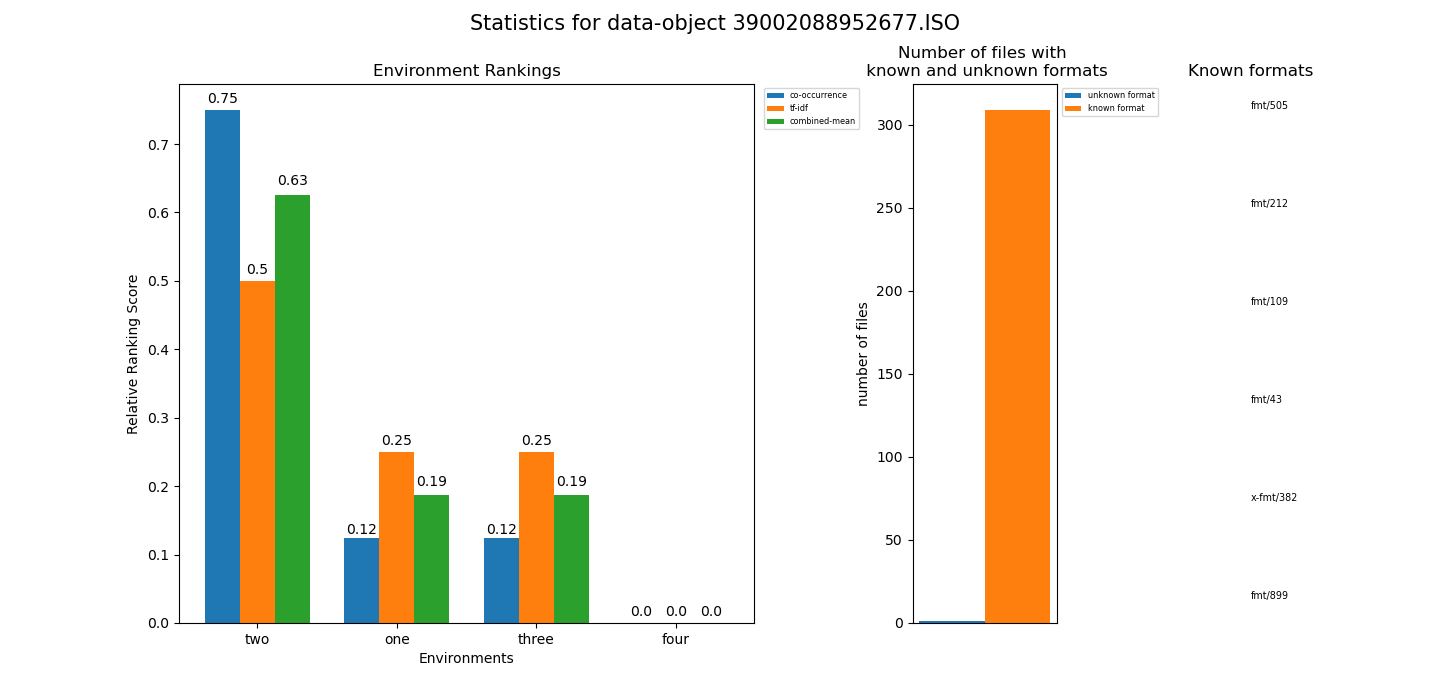 Statistics for data-object 39002088952677.ISO
Environment Rankings
0.75
0.5
0.63
0.12
0.25
0.19
0.12
0.25
0.19
0.0
0.0
0.0
0.7
0.6
0.5
0.4
0.3
0.2
0.1
0.0
Relative Ranking Score
two
one
three
four
Environments
co-occurrence
tf-idf
combined-mean
Number of files with
known and unknown formats
300
250
200
150
100
50
0
number of files
unknown format
known format
Known formats
fmt/505
fmt/212
fmt/109
fmt/43
x-fmt/382
fmt/899